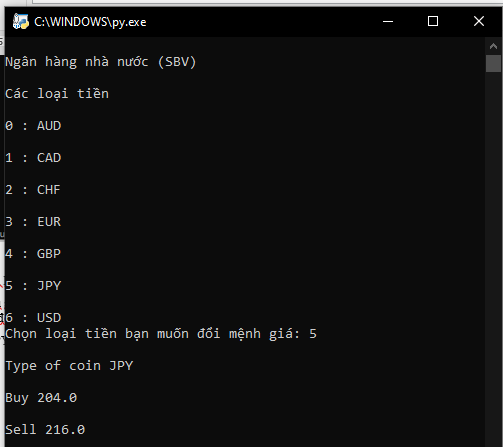 C:\WINDOWS\py.exe
Ngân hàng nhà nước (SBV)
Các loại tiền
0 : AUD
1 : CAD
2 : CHF
3 : EUR
4 : GBP
5 : JPY
6 : USD
Chọn loại tiền bạn muốn đổi mệnh giá: 5
Type of coin JPY
Buy 204.0
Sell 216.0